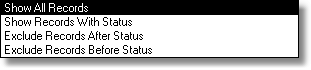 Show All Records
Show Records With Status
Exclude Records After Status
Exclude Records Before Status